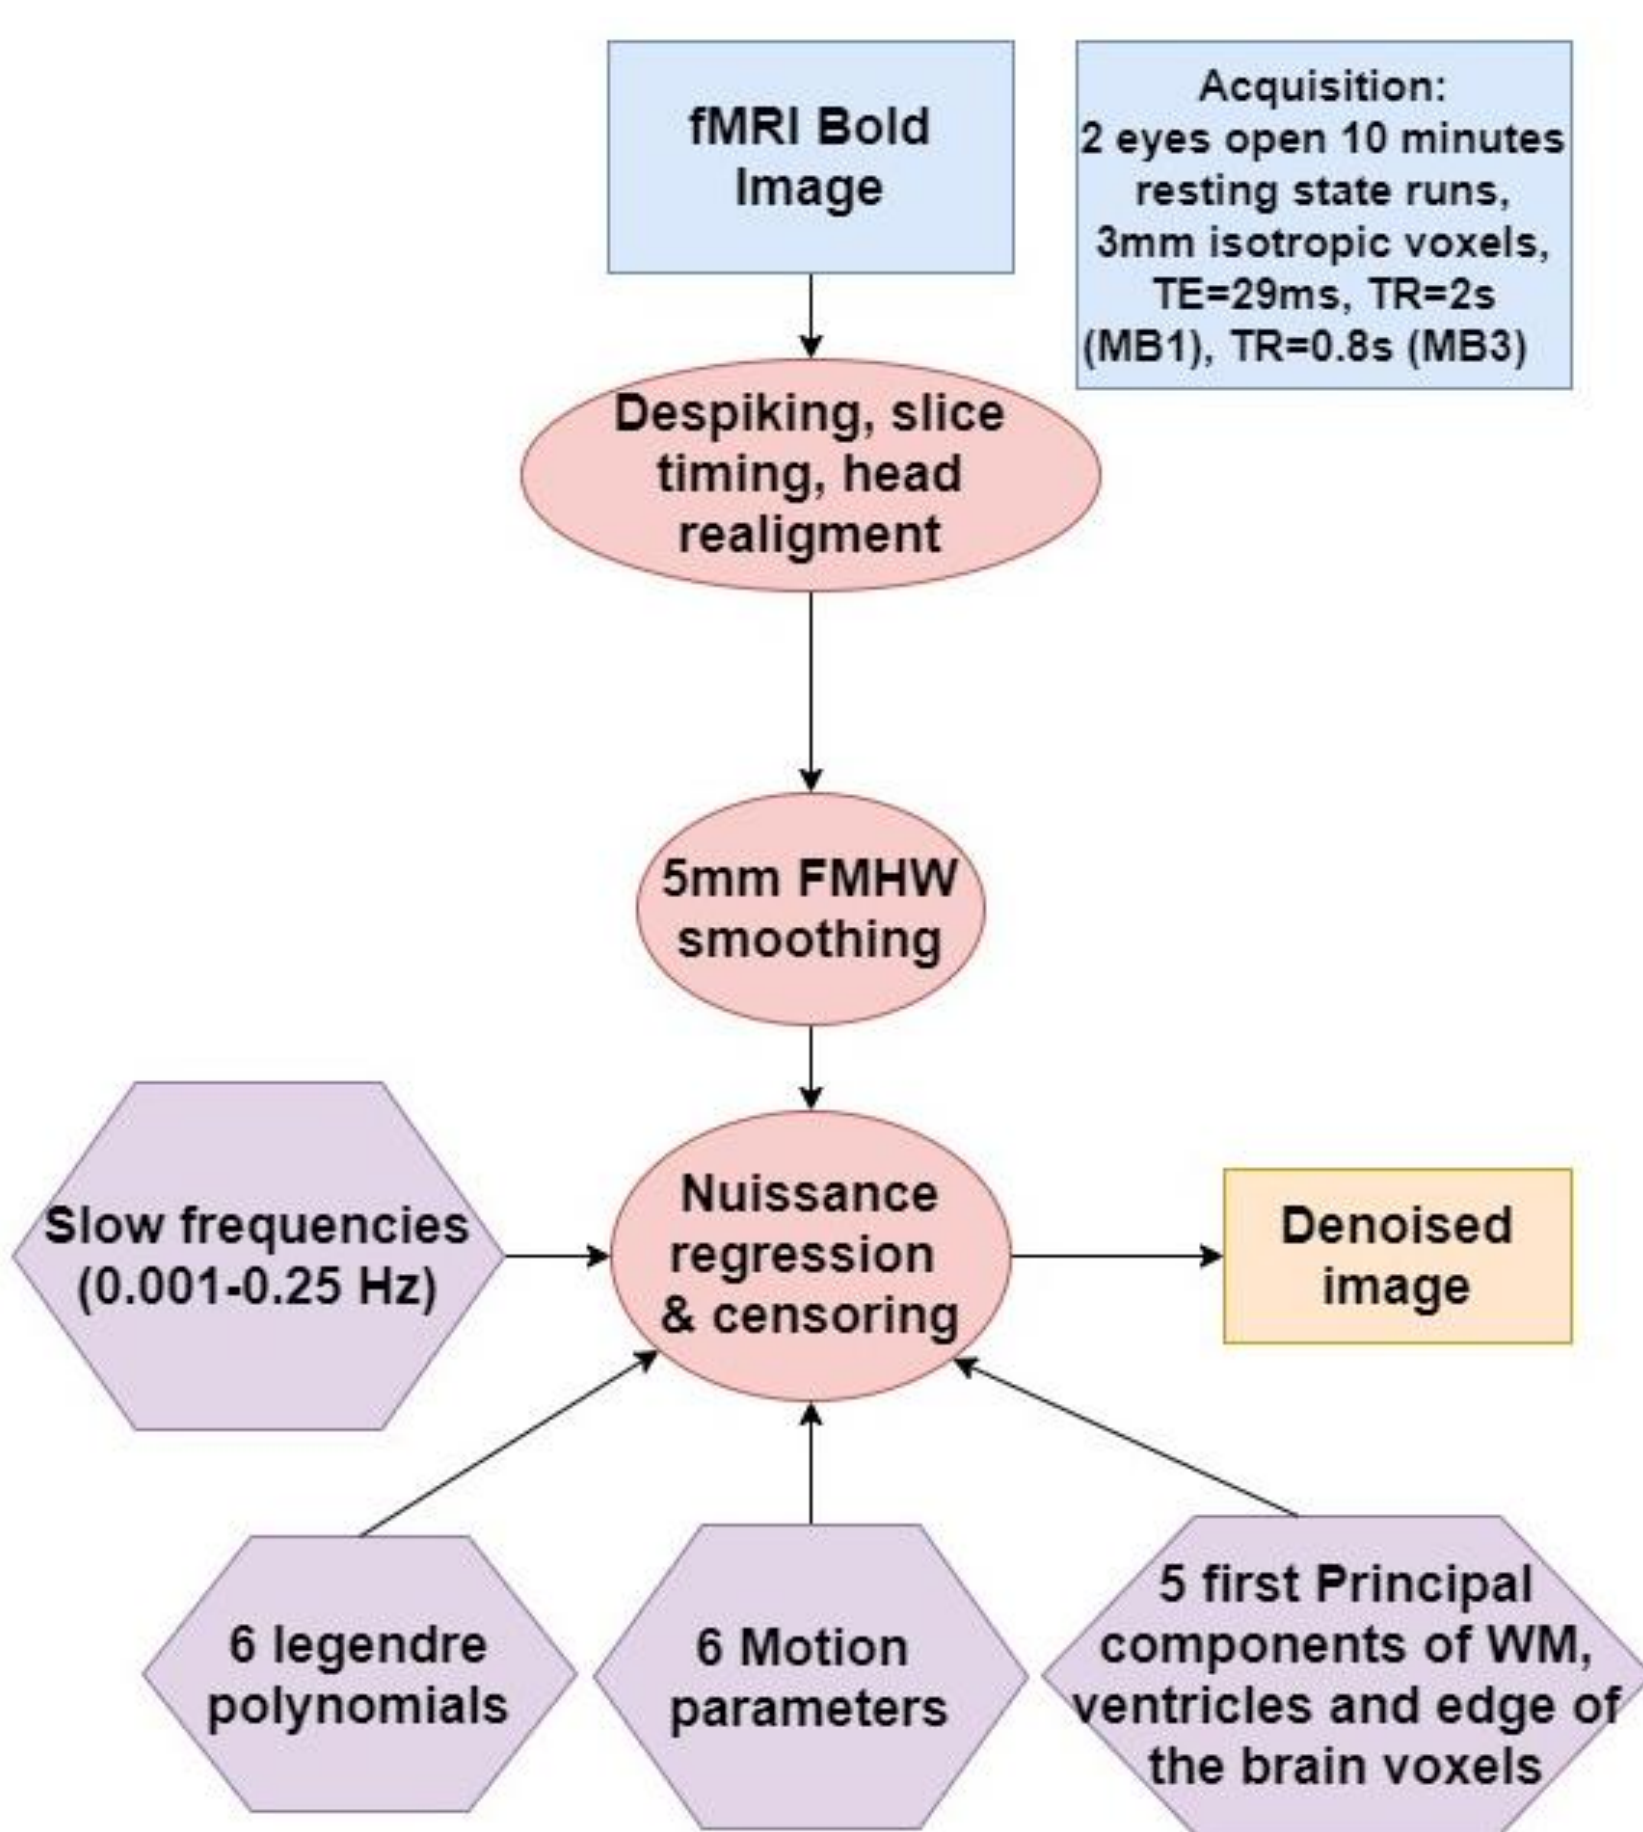 fMRI Bold
Image
Acquisition:
2 eyes open 10 minutes
resting state runs,
3mm isotropic voxels,
TE=29ms, TR=2s
(MB1), TR=0.8s (MB3)
Despiking, slice
timing, head
realigment
5mm FMHW
smoothing
Slow frequencies
(0.001-0.25 Hz)
Nuissance
regression
& censoring
Denoised
image
6 legendre
polynomials
6 Motion
parameters
5 first Principal
components of WM,
ventricles and edge of
the brain voxels